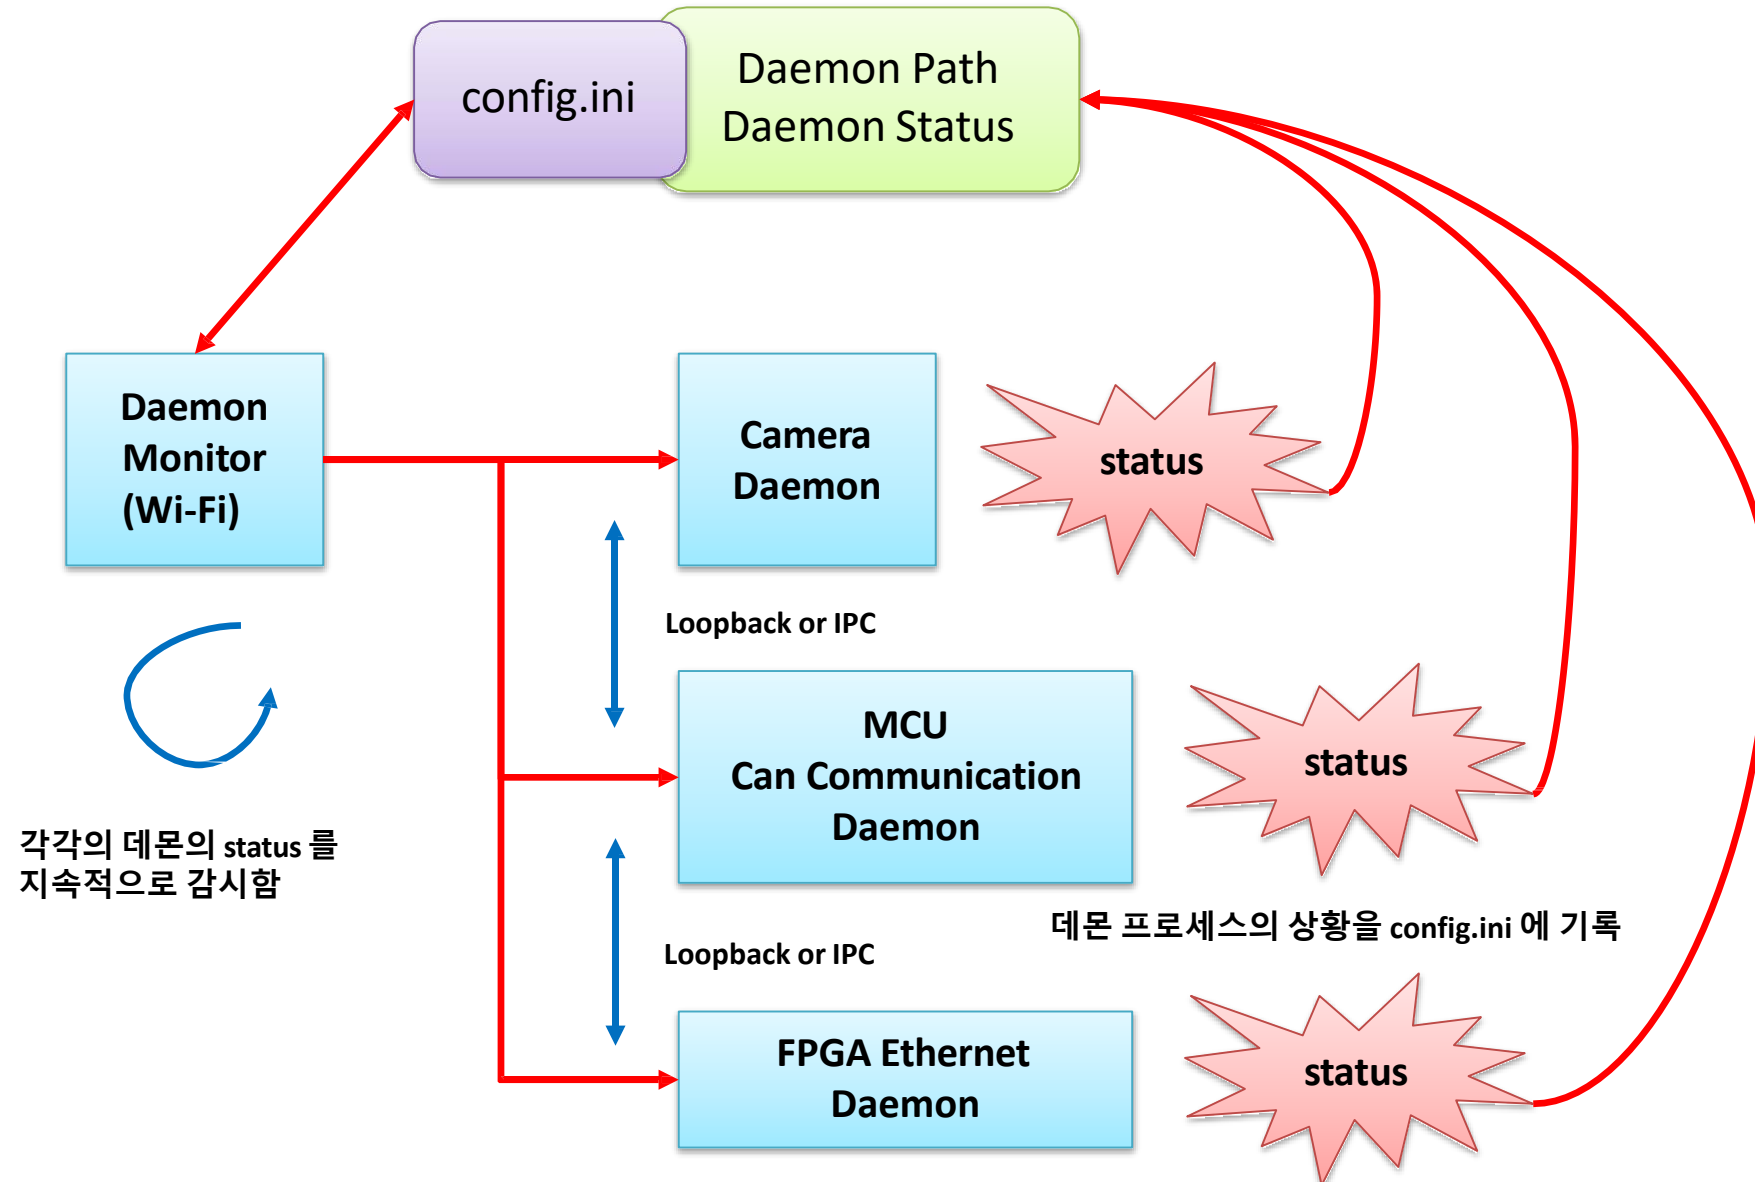 config.ini
Daemon Path
Daemon Status
Daemon
Monitor
(Wi-Fi)
Camera
Daemon
status
Loopback or IPC
MCU
Can Communication
Daemon
status
각각의 데몬의 status 를
지속적으로 감시함
데몬 프로세스의 상황을 config.ini 에 기록
Loopback or IPC
FPGA Ethernet
Daemon
status